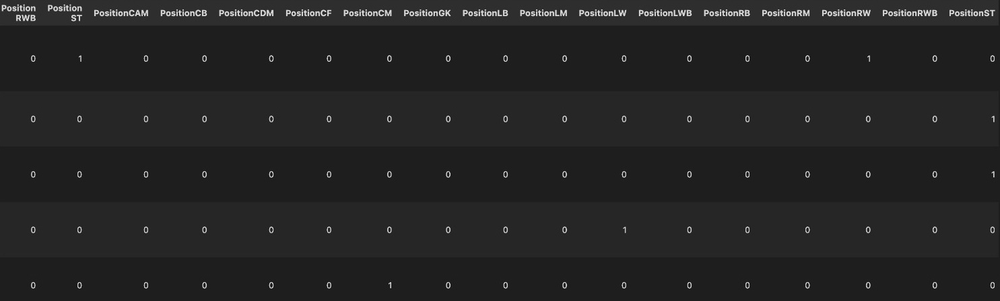 Position RWB Position ST PositionCAM PositionCB PositionCDM PositionCF PositionCM PositionGK PositionLB PositionLM PositionLW PositionLWB PositionRB PositionRM PositionRW PositionRWB PositionST
0 1 0 0 0 0 0 0 0 0 0 0 0 0 1 0 0
0 0 0 0 0 0 0 0 0 0 0 0 0 0 0 0 1
0 0 0 0 0 0 0 0 0 0 0 0 0 0 0 0 1
0 0 0 0 0 0 0 0 0 0 1 0 0 0 0 0 0
0 0 0 0 0 0 1 0 0 0 0 0 0 0 0 0 0